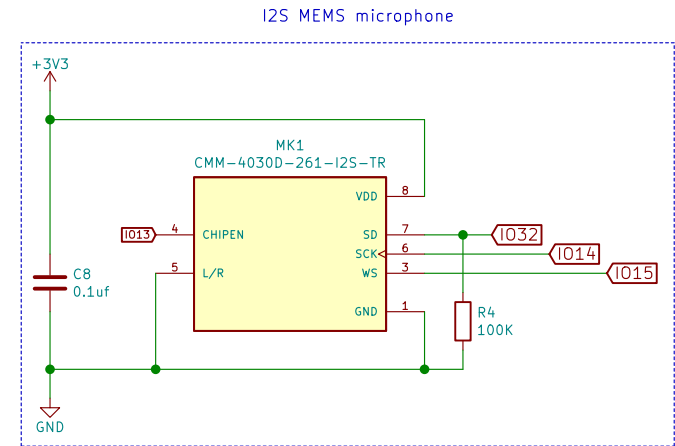 I2S MEMS microphone
+3V3
MK1
CMM-4030D-261-I2S-TR
VDD 8
IO13 4 CHIPEN
SD 7 IO32
SCK 6 IO14
5 L/R
WS 3 IO15
C8
0.1uf
GND 1
R4
100K
GND